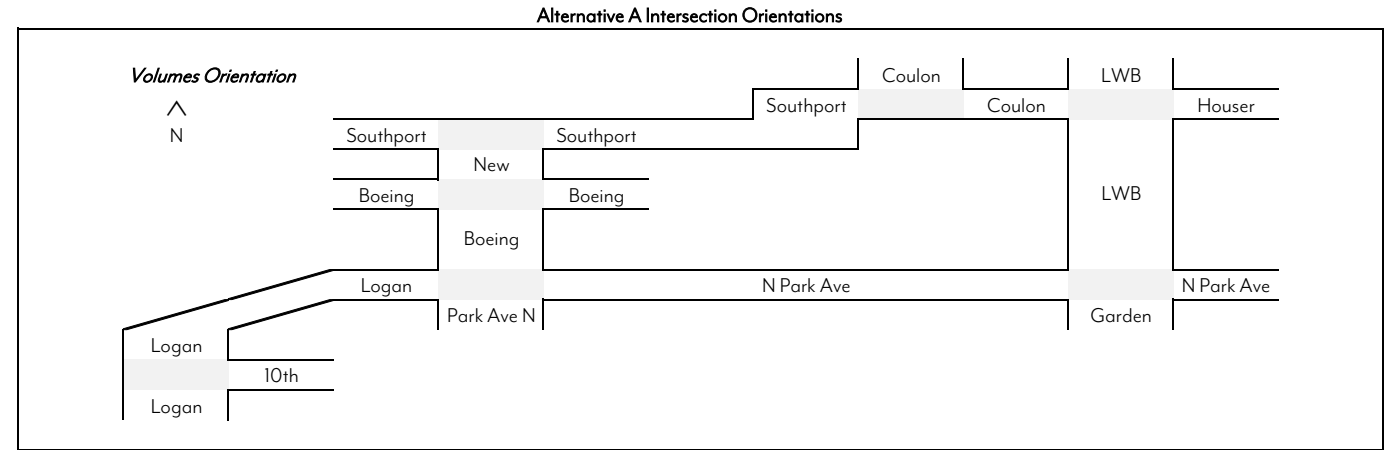 Alternative A Intersection Orientations
Volumes Orientation
N
Coulon
LWB
Southport
Coulon
Houser
Southport
Southport
New
Boeing
Boeing
LWB
Boeing
Logan
N Park Ave
N Park Ave
Park Ave N
Garden
Logan
10th
Logan